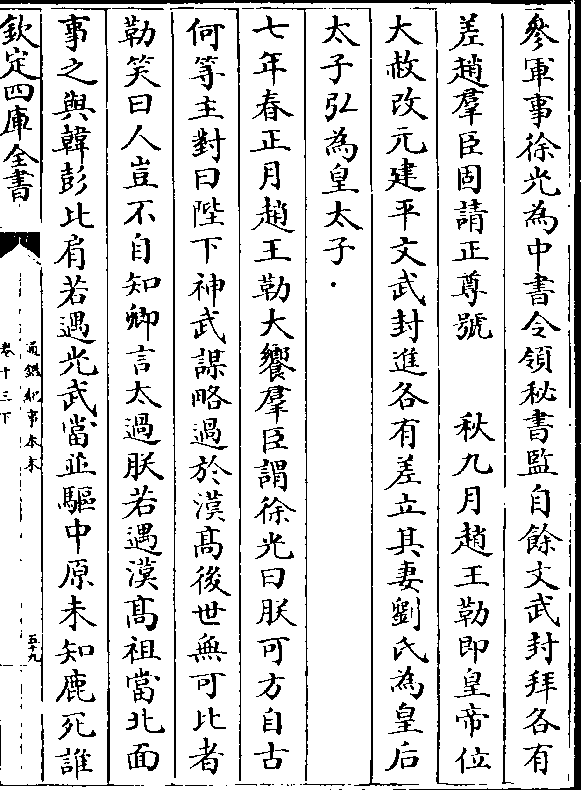 參軍事徐光為中書令領秘書監自餘文武封拜各有
差趙羣臣固請正尊號　秋九月趙王勒即皇帝位
大赦改元建平文武封進各有差立其妻劉氏為皇后
太子弘為皇太子
七年春正月趙王勒大饗羣臣謂徐光曰朕可方自古
何等主對曰陛下神武謀略過於漢髙後世無可比者
勒笑曰人豈不自知卿言太過朕若遇漢髙祖當北面
事之與韓彭比肩若遇光武當並驅中原未知鹿死誰
欽定四庫全書
通鑑紀事本末
卷十三下
五十九